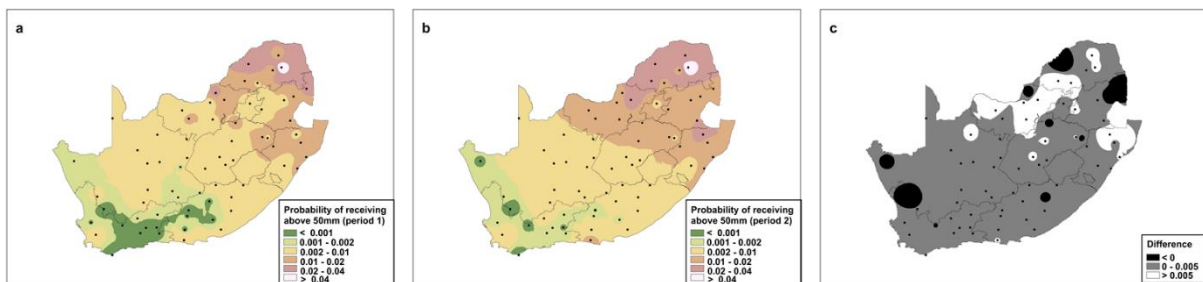 a
Probability of receiving
above 50mm (period 1)
< 0.001
0.001 - 0.002
0.002 - 0.01
0.01 - 0.02
0.02 - 0.04
> 0.04
b
Probability of receiving
above 50mm (period 2)
< 0.001
0.001 - 0.002
0.002 - 0.01
0.01 - 0.02
0.02 - 0.04
> 0.04
c
Difference
< 0
0 - 0.005
> 0.005